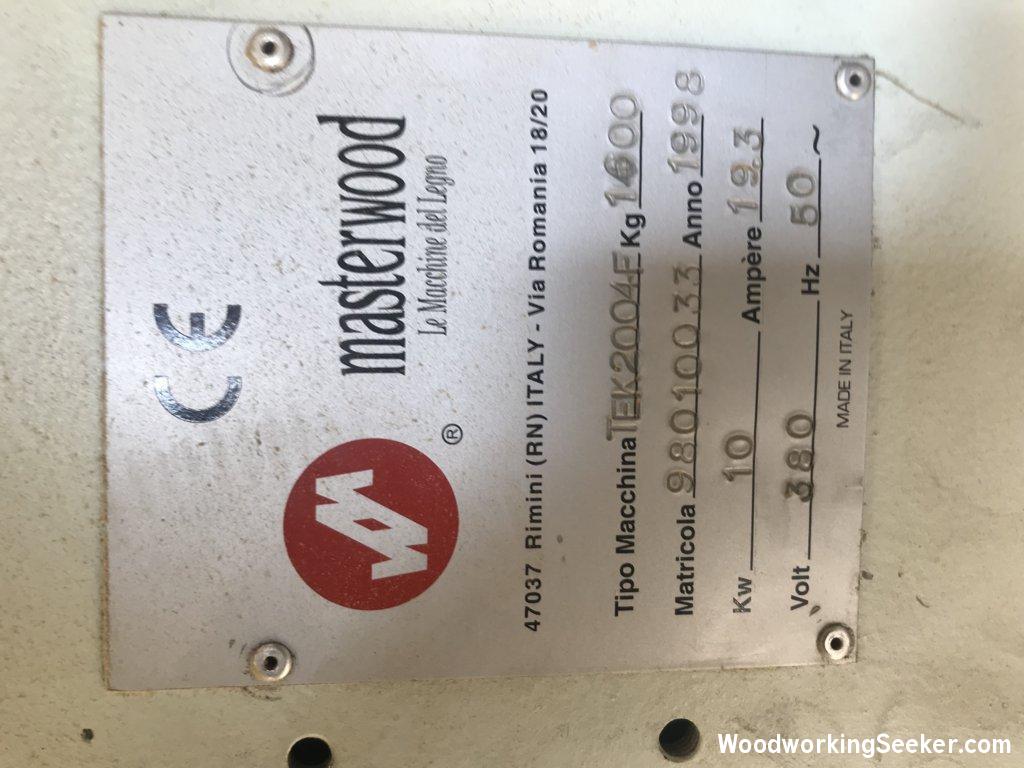 CE
masterwood
Le Macchine del Legno
®
47037 Rimini (RN) ITALY - Via Romania 18/20
Tipo Macchina TEK2004F Kg 1600
Matricola 98010033 Anno 1998
Kw 10 Ampère 19.3
Volt 380 Hz 50 ~
MADE IN ITALY
WoodworkingSeeker.com